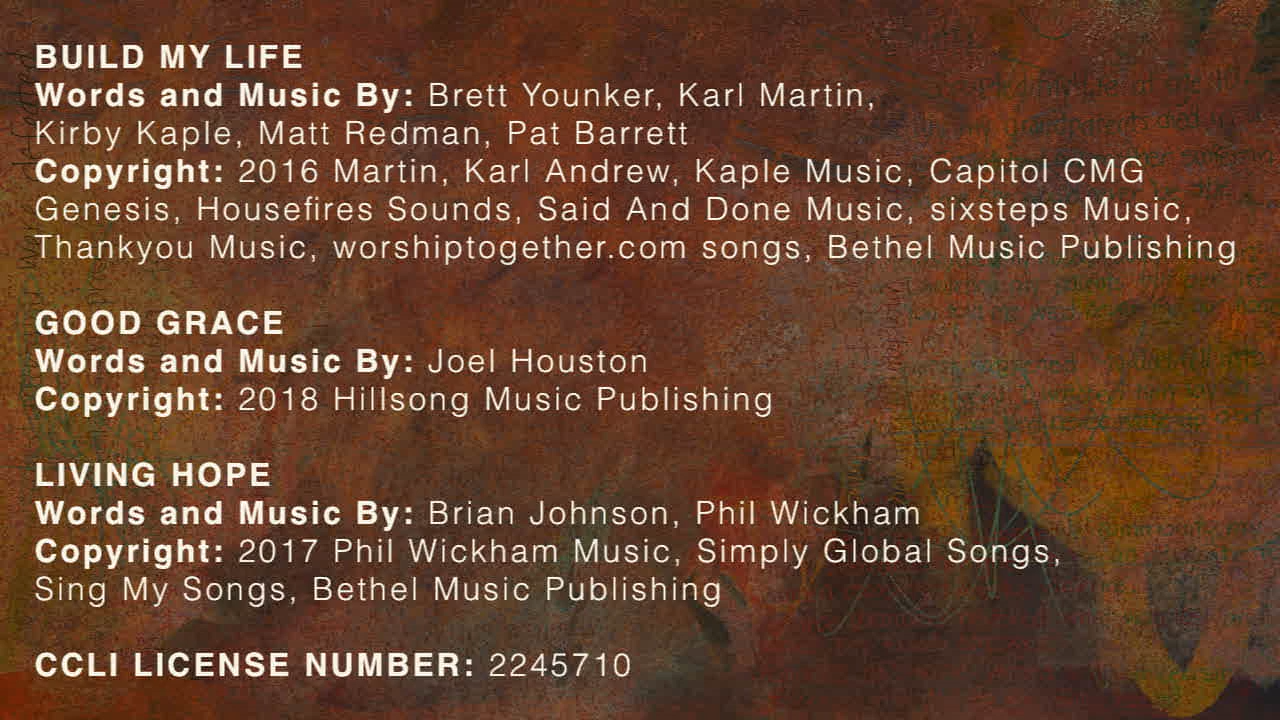 BUILD MY LIFE
Words and Music By: Brett Younker, Karl Martin,
Kirby Kaple, Matt Redman, Pat Barrett
Copyright: 2016 Martin, Karl Andrew, Kaple Music, Capitol CMG
Genesis, Housefires Sounds, Said And Done Music, sixsteps Music,
Thankyou Music, worshiptogether.com songs, Bethel Music Publishing
GOOD GRACE
Words and Music By: Joel Houston
Copyright: 2018 Hillsong Music Publishing
LIVING HOPE
Words and Music By: Brian Johnson, Phil Wickham
Copyright: 2017 Phil Wickham Music, Simply Global Songs,
Sing My Songs, Bethel Music Publishing
CCLI LICENSE NUMBER: 2245710